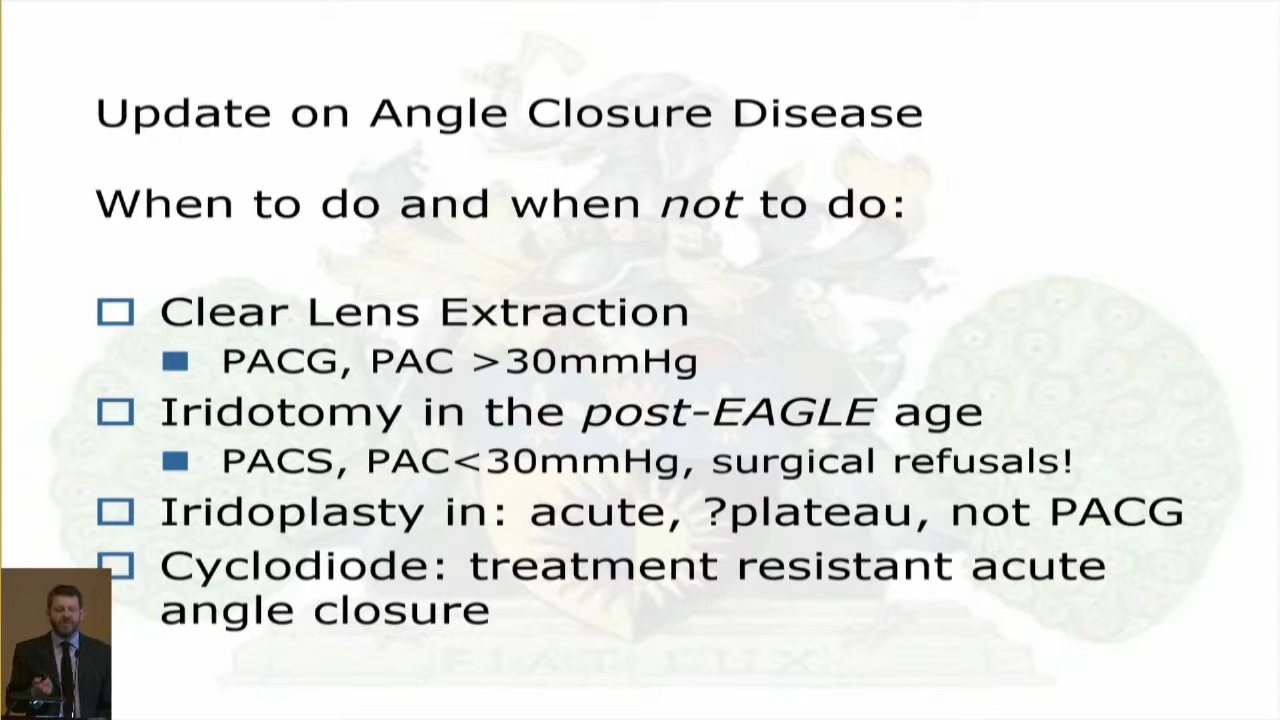 Update on Angle Closure Disease
When to do and when not to do:
Clear Lens Extraction
PACG, PAC >30mmHg
Iridotomy in the post-EAGLE age
PACS, PAC<30mmHg, surgical refusals!
Iridoplasty in: acute, ?plateau, not PACG
Cyclodiode: treatment resistant acute
angle closure
FIAT LUX